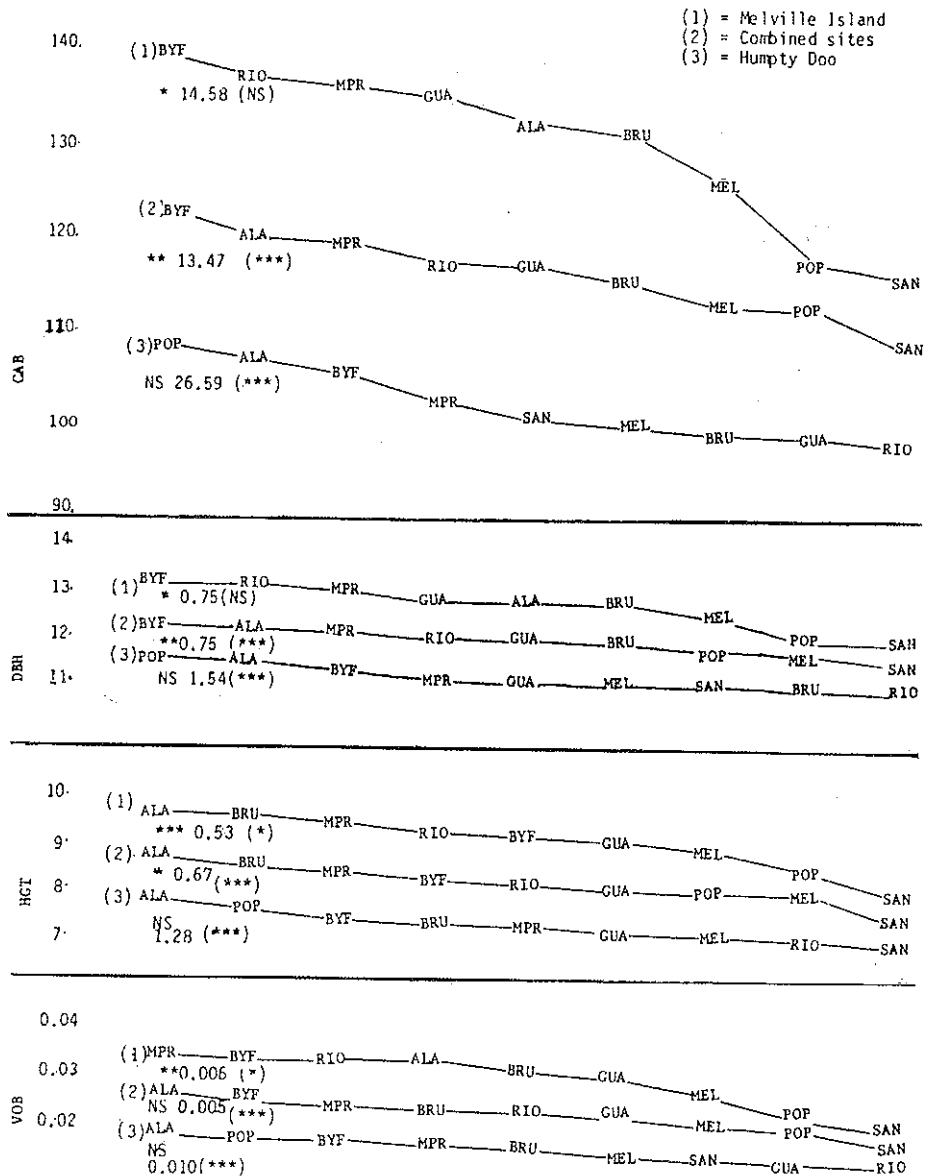 (1) = Melville Island
(2) = Combined sites
(3) = Humpty Doo
CAB
140.
130.
120.
110.
100
90.
(1) BYF RIO MPR GUA ALA BRU MEL POP SAN
* 14.58 (NS)
(2) BYF ALA MPR RIO GUA BRU MEL POP SAN
** 13.47 (***)
(3) POP ALA BYF MPR SAN MEL BRU GUA RIO
NS 26.59 (***)
DBH
14.
13.
12.
11.
(1) BYF RIO MPR GUA ALA BRU MEL POP SAN
* 0.75(NS)
(2) BYF ALA MPR RIO GUA BRU POP MEL SAN
**0.75 (***)
(3) POP ALA BYF MPR GUA MEL SAN BRU RIO
NS 1.54(***)
HGT
10.
9.
8.
7.
(1) ALA BRU MPR RIO BYF GUA MEL POP SAN
*** 0.53 (*)
(2) ALA BRU MPR BYF RIO GUA POP MEL SAN
* 0.67 (***)
(3) ALA POP BYF BRU MPR GUA MEL RIO SAN
NS
1.28 (***)
VOB
0.04
0.03
0.02
(1) MPR BYF RIO ALA BRU GUA MEL POP SAN
**0.006 (*)
(2) ALA BYF MPR BRU RIO GUA MEL POP SAN
NS 0.005 (***)
(3) ALA POP BYF MPR BRU MEL SAN GUA RIO
NS
0.010(***)